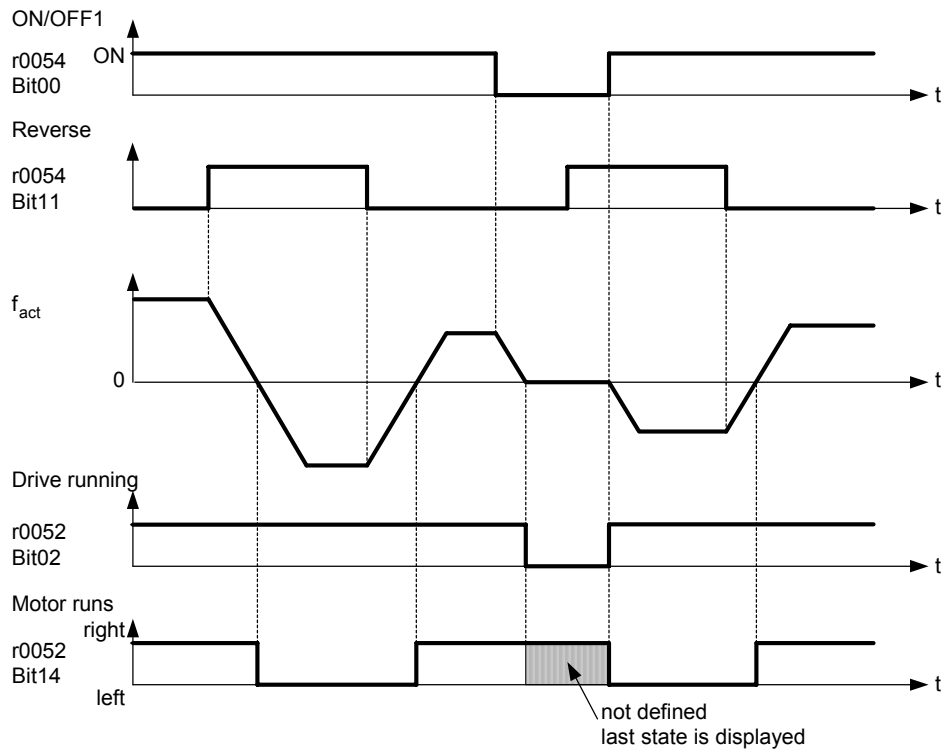 ON/OFF1
ON
r0054
Bit00
t
Reverse
r0054
Bit11
t
fact
0
t
Drive running
r0052
Bit02
t
Motor runs
right
r0052
Bit14
left
t
not defined
last state is displayed